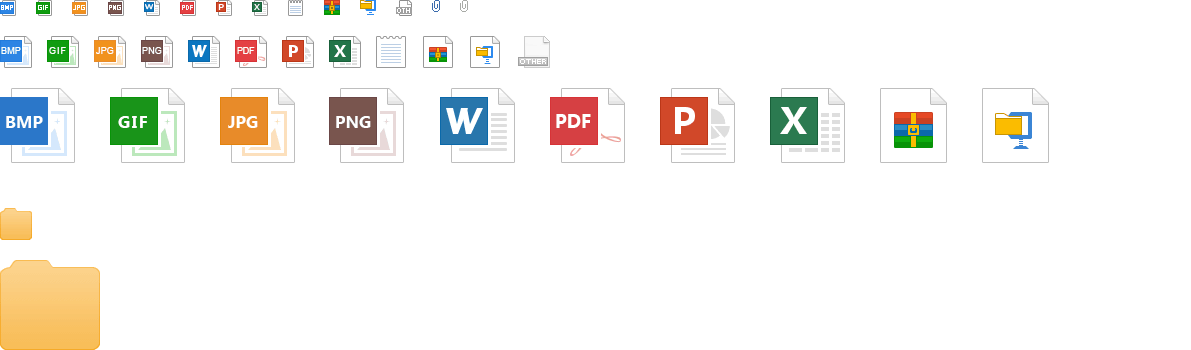 BMP GIF JPG PNG W PDF P X OTH
BMP GIF JPG PNG W PDF P X OTHER
BMP GIF JPG PNG W PDF P X